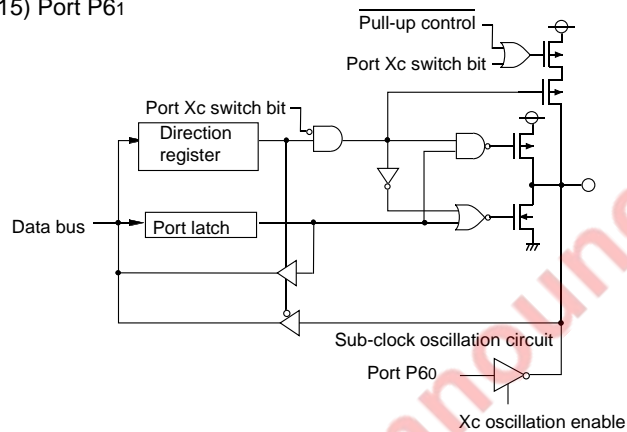 15) Port P61
Pull-up control
Port Xc switch bit
Port Xc switch bit
Direction
register
Data bus
Port latch
Sub-clock oscillation circuit
Port P60
Xc oscillation enable